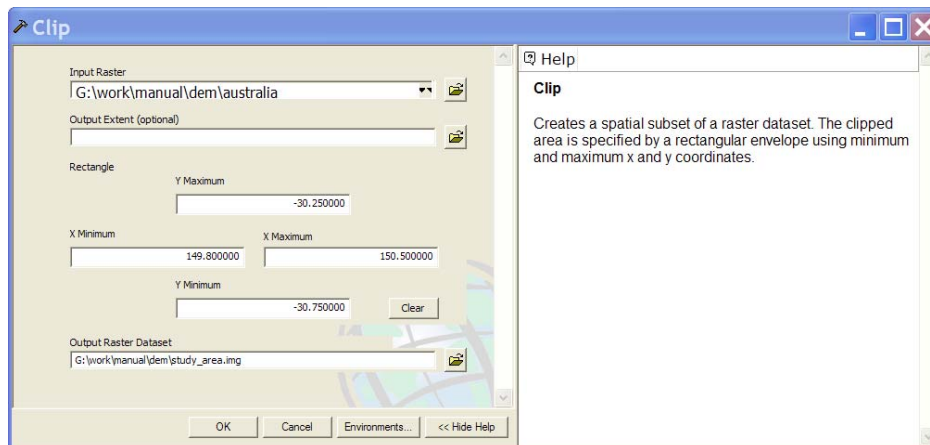 Clip
Input Raster
G:\work\manual\dem\australia
Output Extent (optional)
Rectangle
Y Maximum
-30.250000
X Minimum
X Maximum
149.800000
150.500000
Y Minimum
-30.750000
Clear
Output Raster Dataset
G:\work\manual\dem\study_area.img
OK
Cancel
Environments...
<< Hide Help
Help
Clip
Creates a spatial subset of a raster dataset. The clipped
area is specified by a rectangular envelope using minimum
and maximum x and y coordinates.